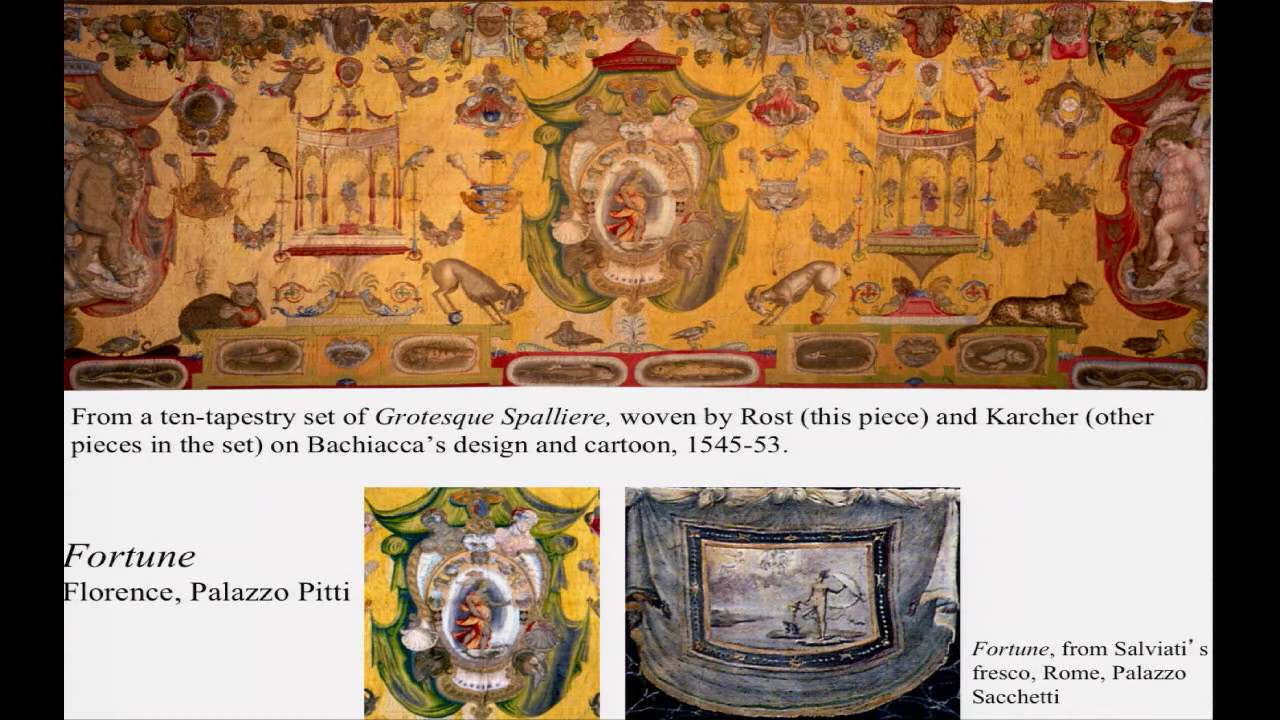 From a ten-tapestry set of Grotesque Spalliere, woven by Rost (this piece) and Karcher (other
pieces in the set) on Bachiacca's design and cartoon, 1545-53.
Fortune
Florence, Palazzo Pitti
Fortune, from Salviati's
fresco, Rome, Palazzo
Sacchetti